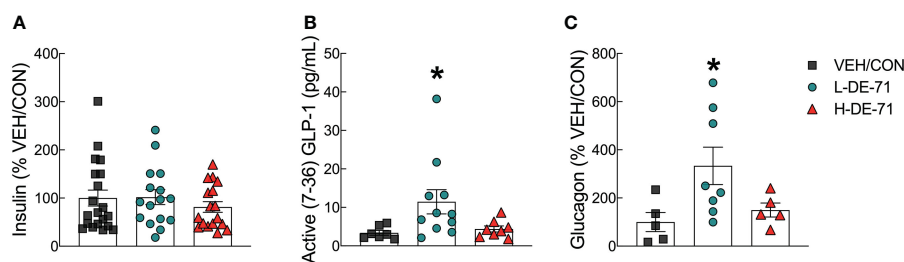 A
Insulin (% VEH/CON)
400
300
200
100
0
B
Active (7-36) GLP-1 (pg/mL)
50
40
30
20
10
0
*
C
Glucagon (% VEH/CON)
800
600
400
200
0
*
VEH/CON
L-DE-71
H-DE-71